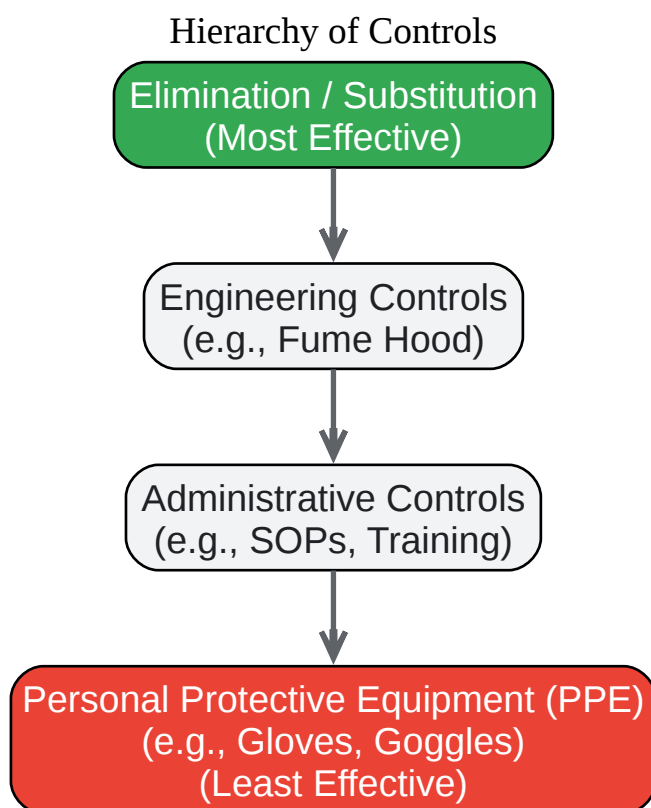 Hierarchy of Controls
Elimination / Substitution
(Most Effective)
Engineering Controls
(e.g., Fume Hood)
Administrative Controls
(e.g., SOPs, Training)
Personal Protective Equipment (PPE)
(e.g., Gloves, Goggles)
(Least Effective)